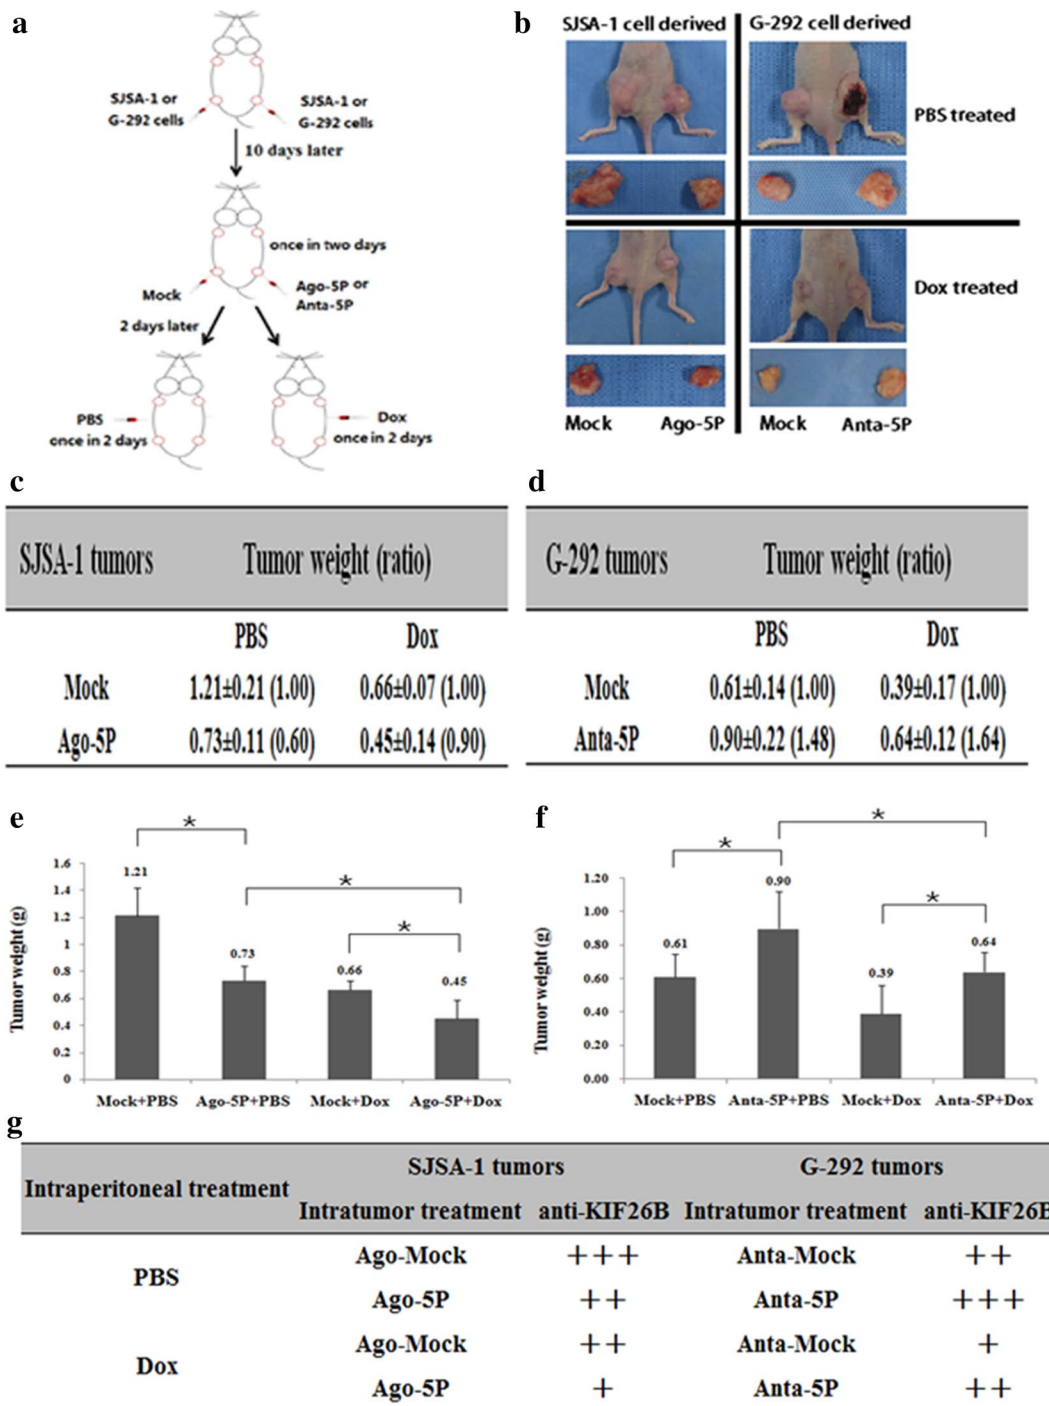 a
SJSA-1 or
G-292 cells
SJSA-1 or
G-292 cells
10 days later
once in two days
Mock
Ago-5P or
Anta-5P
2 days later
PBS
once in 2 days
Dox
once in 2 days
b
SJSA-1 cell derived
G-292 cell derived
PBS treated
Dox treated
Mock
Ago-5P
Mock
Anta-5P
c
SJSA-1 tumors Tumor weight (ratio)
PBS Dox
Mock 1.21±0.21 (1.00) 0.66±0.07 (1.00)
Ago-5P 0.73±0.11 (0.60) 0.45±0.14 (0.90)
d
G-292 tumors Tumor weight (ratio)
PBS Dox
Mock 0.61±0.14 (1.00) 0.39±0.17 (1.00)
Anta-5P 0.90±0.22 (1.48) 0.64±0.12 (1.64)
e
Tumor weight (g)
1.6
1.4
1.2
1
0.8
0.6
0.4
0.2
0
*
*
*
1.21
0.73
0.66
0.45
Mock+PBS Ago-5P+PBS Mock+Dox Ago-5P+Dox
f
Tumor weight (g)
1.20
1.00
0.80
0.60
0.40
0.20
0.00
*
*
*
0.61
0.90
0.39
0.64
Mock+PBS Anta-5P+PBS Mock+Dox Anta-5P+Dox
g
Intraperitoneal treatment
SJSA-1 tumors G-292 tumors
Intratumor treatment anti-KIF26B Intratumor treatment anti-KIF26B
PBS
Ago-Mock +++ Anta-Mock ++
Ago-5P ++ Anta-5P +++
Dox
Ago-Mock ++ Anta-Mock +
Ago-5P + Anta-5P ++